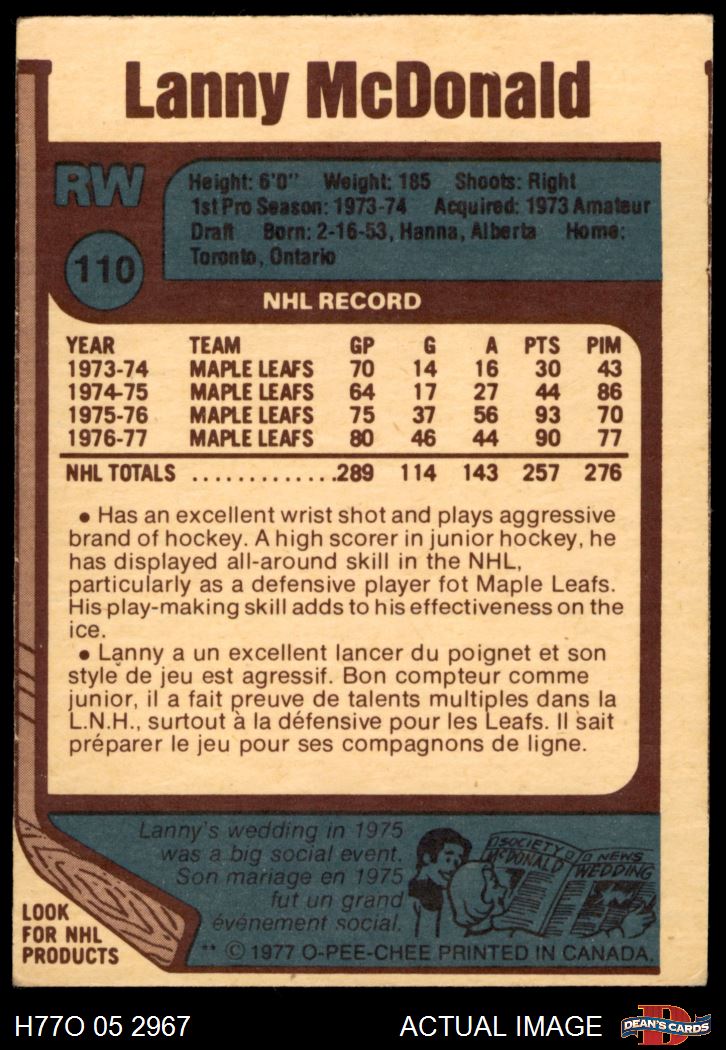 Lanny McDonald
RW
Height: 6'0" Weight: 185 Shoots: Right
1st Pro Season: 1973-74 Acquired: 1973 Amateur
Draft Born: 2-16-53, Hanna, Alberta Home:
Toronto, Ontario
110
NHL RECORD
YEAR TEAM GP G A PTS PIM
1973-74 MAPLE LEAFS 70 14 16 30 43
1974-75 MAPLE LEAFS 64 17 27 44 86
1975-76 MAPLE LEAFS 75 37 56 93 70
1976-77 MAPLE LEAFS 80 46 44 90 77
NHL TOTALS .............289 114 143 257 276
● Has an excellent wrist shot and plays aggressive
brand of hockey. A high scorer in junior hockey, he
has displayed all-around skill in the NHL,
particularly as a defensive player fot Maple Leafs.
His play-making skill adds to his effectiveness on the
ice.
● Lanny a un excellent lancer du poignet et son
style de jeu est agressif. Bon compteur comme
junior, il a fait preuve de talents multiples dans la
L.N.H., surtout à la défensive pour les Leafs. Il sait
préparer le jeu pour ses compagnons de ligne.
Lanny's wedding in 1975
was a big social event.
Son mariage en 1975
fut un grand
événement social.
SOCIETY
McDONALD
NEWS
WEDDING
LOOK
FOR NHL
PRODUCTS
** © 1977 O-PEE-CHEE PRINTED IN CANADA.
H77O 05 2967 ACTUAL IMAGE
D
DEAN'S CARDS